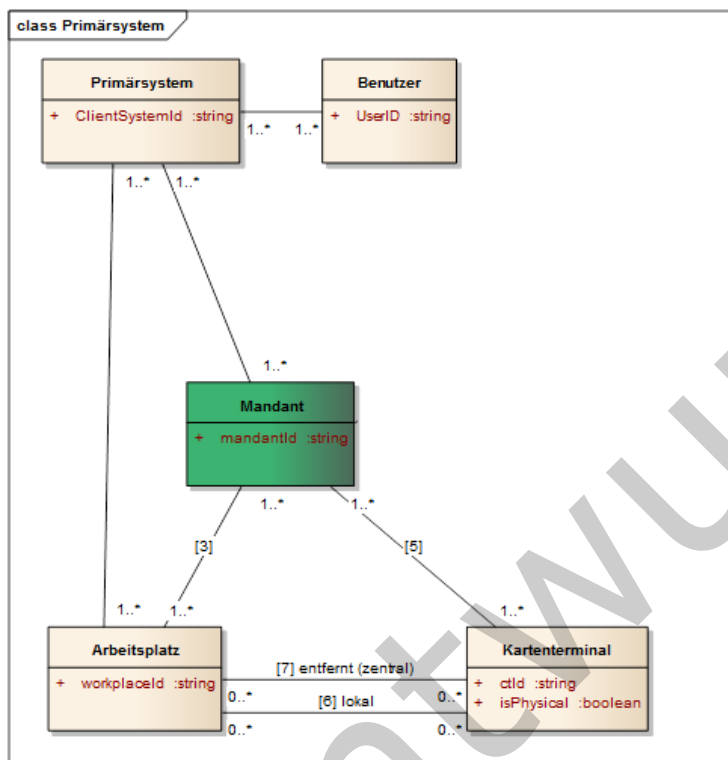 class Primärsystem
Primärsystem
+ ClientSystemId :string
Benutzer
+ UserID :string
1..* 1..*
1..* 1..*
1..*
Mandant
+ mandantId :string
1..* 1..*
[3] [5]
1..* 1..* 1..*
Arbeitsplatz
+ workplaceId :string
Kartenterminal
+ ctId :string
+ isPhysical :boolean
[7] entfernt (zentral)
0..* 0..*
[6] lokal
0..* 0..*